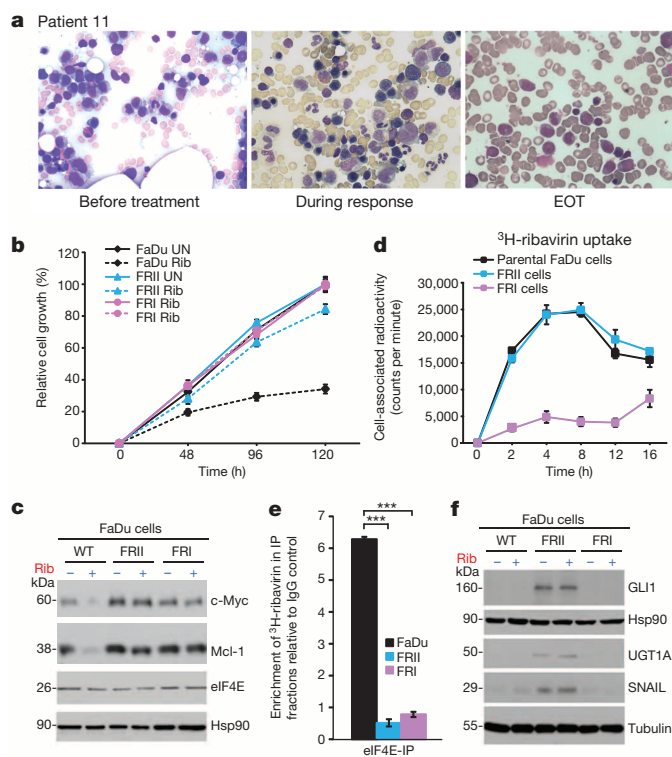 a Patient 11
Before treatment
During response
EOT
b
FaDu UN
FaDu Rib
FRII UN
FRII Rib
FRI Rib
FRI Rib
Relative cell growth (%)
120
100
80
60
40
20
0
0
48
96
120
Time (h)
d
³H-ribavirin uptake
Parental FaDu cells
FRII cells
FRI cells
Cell-associated radioactivity
(counts per minute)
30,000
25,000
20,000
15,000
10,000
5,000
0
0 2 4 8 12 16
Time (h)
c
FaDu cells
WT FRII FRI
Rib – + – + – +
kDa
60 c-Myc
38 Mcl-1
26 eIF4E
90 Hsp90
e
Enrichment of ³H-ribavirin in IP
fractions relative to IgG control
7
6
5
4
3
2
1
0
***
***
FaDu
FRII
FRI
eIF4E-IP
f
FaDu cells
WT FRII FRI
Rib – + – + – +
kDa
160 GLI1
90 Hsp90
50 UGT1A
29 SNAIL
55 Tubulin